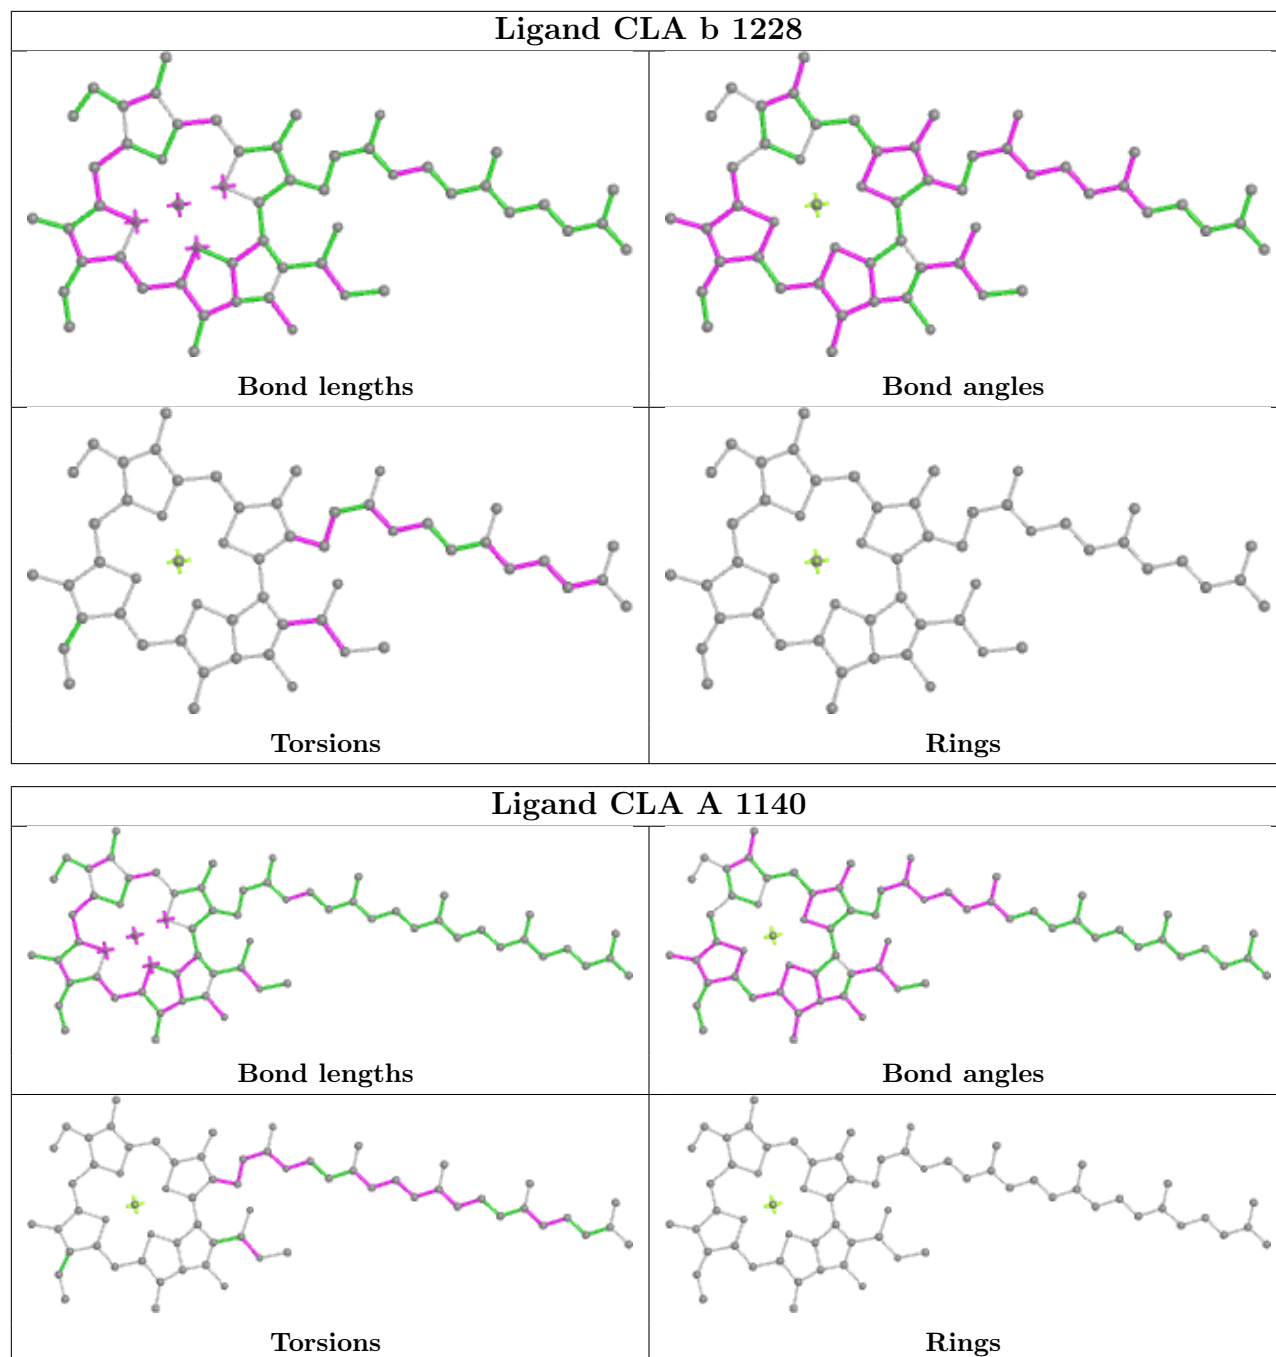 Ligand CLA b 1228
Bond lengths
Bond angles
Torsions
Rings
Ligand CLA A 1140
Bond lengths
Bond angles
Torsions
Rings